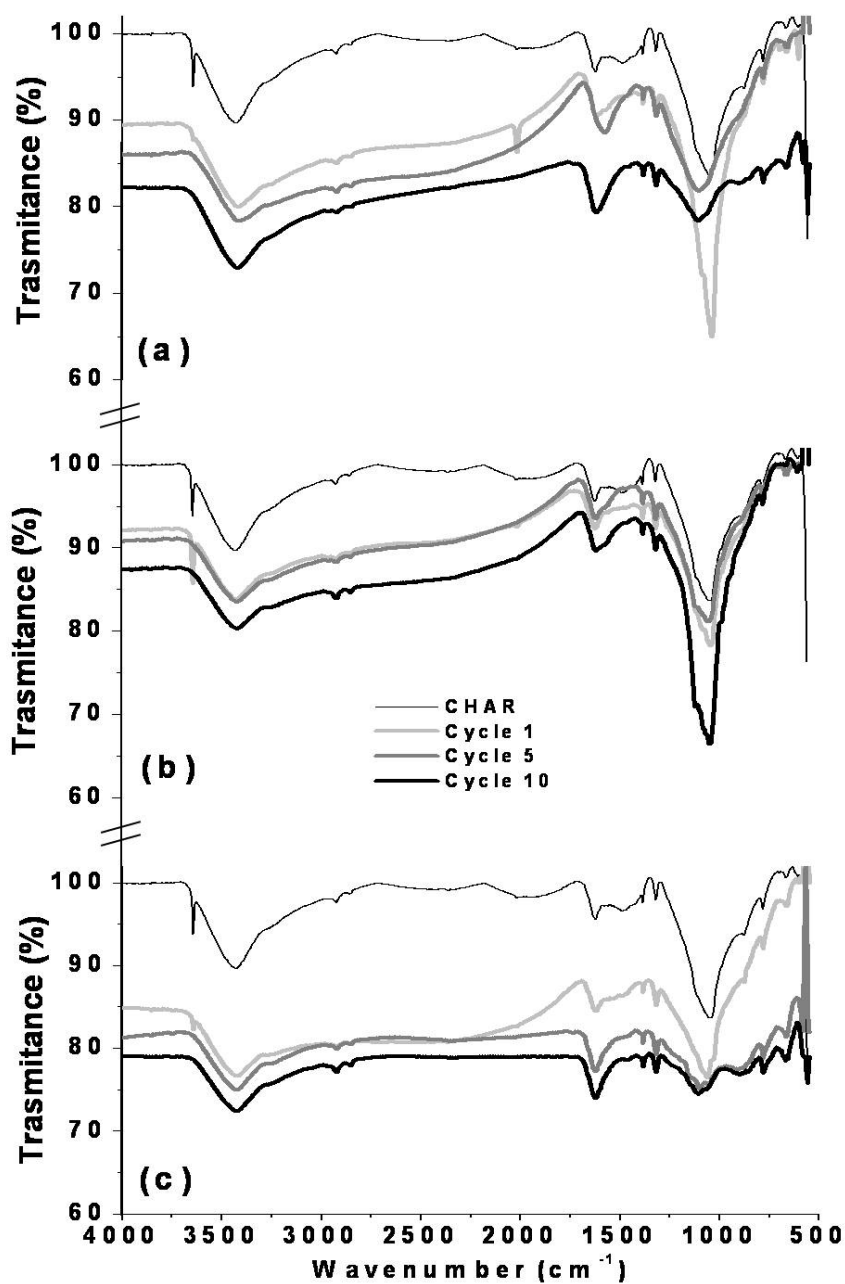 100
90
80
70
60
Trasmitance (%)
(a)
100
90
80
70
60
Trasmitance (%)
(b)
CHAR
Cycle 1
Cycle 5
Cycle 10
100
90
80
70
60
Trasmitance (%)
(c)
4000 3500 3000 2500 2000 1500 1000 500
Wavenumber (cm⁻¹)